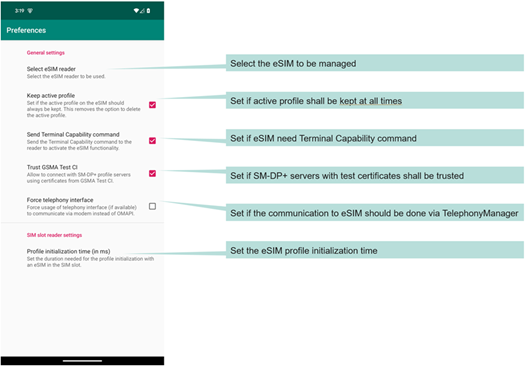 3:19
Preferences
General settings
Select eSIM reader
Select the eSIM reader to be used.
Select the eSIM to be managed
Keep active profile
Set if the active profile on the eSIM should
always be kept. This removes the option to delete
the active profile.
Set if active profile shall be kept at all times
Send Terminal Capability command
Send the Terminal Capability command to the
reader to activate the eSIM functionality.
Set if eSIM need Terminal Capability command
Trust GSMA Test CI
Allow to connect with SM-DP+ profile servers
using certificates from GSMA Test CI.
Set if SM-DP+ servers with test certificates shall be trusted
Force telephony interface
Force usage of telephony interface (if available)
to communicate via modem instead of OMAPI.
Set if the communication to eSIM should be done via TelephonyManager
SIM slot reader settings
Profile initialization time (in ms)
Set the duration needed for the profile initialization with
an eSIM in the SIM slot.
Set the eSIM profile initialization time